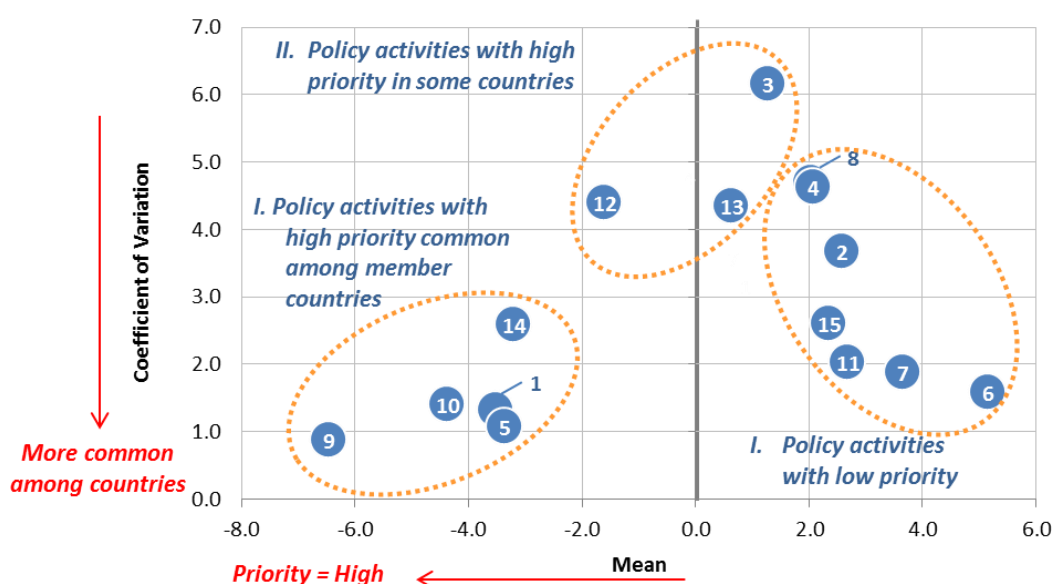 7.0
II. Policy activities with high
priority in some countries
3
6.0
5.0
8
4
12
13
4.0
I. Policy activities with
high priority common
among member
countries
2
3.0
14
15
2.0
11
7
6
1
10
5
9
1.0
I. Policy activities
with low priority
0.0
Coefficient of Variation
More common
among countries
-8.0 -6.0 -4.0 -2.0 0.0 2.0 4.0 6.0
Mean
Priority = High